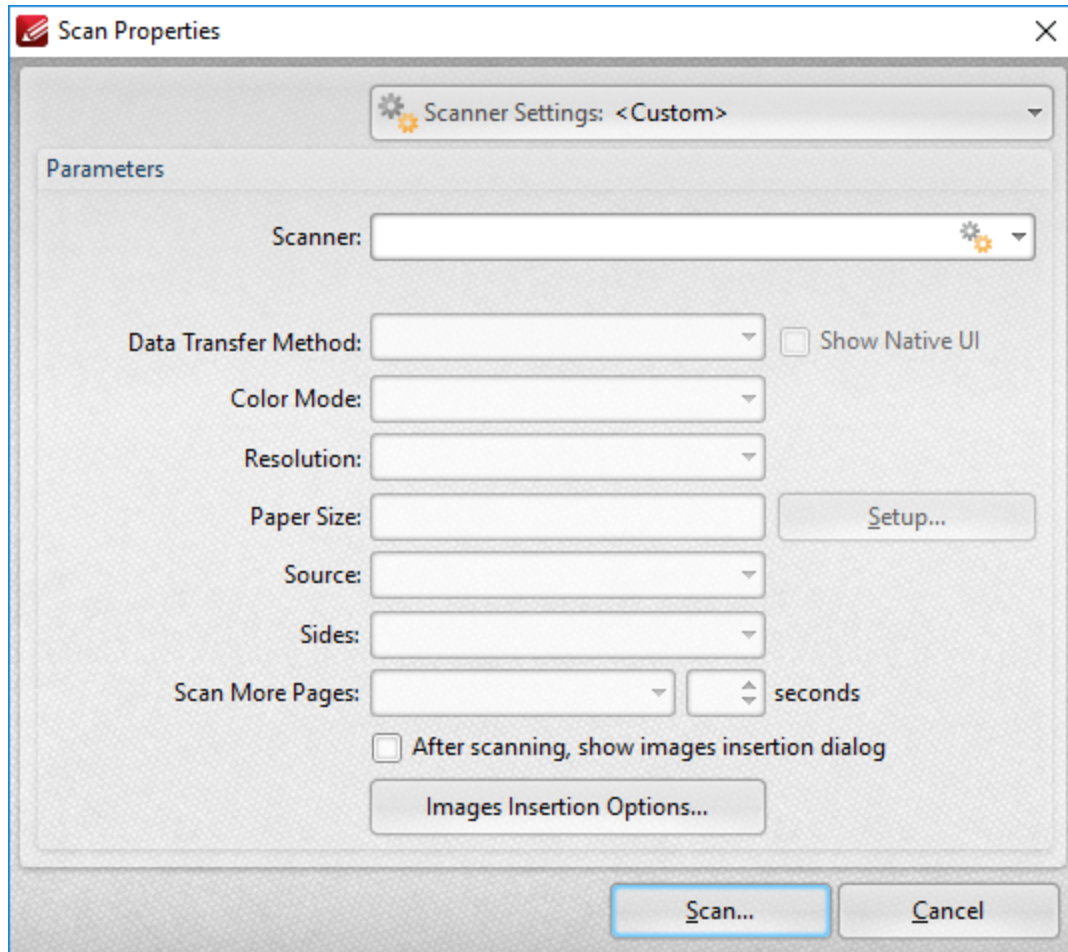 Scan Properties
Scanner Settings: <Custom>
Parameters
Scanner:
Data Transfer Method:
Show Native UI
Color Mode:
Resolution:
Paper Size:
Setup...
Source:
Sides:
Scan More Pages:
seconds
After scanning, show images insertion dialog
Images Insertion Options...
Scan...
Cancel